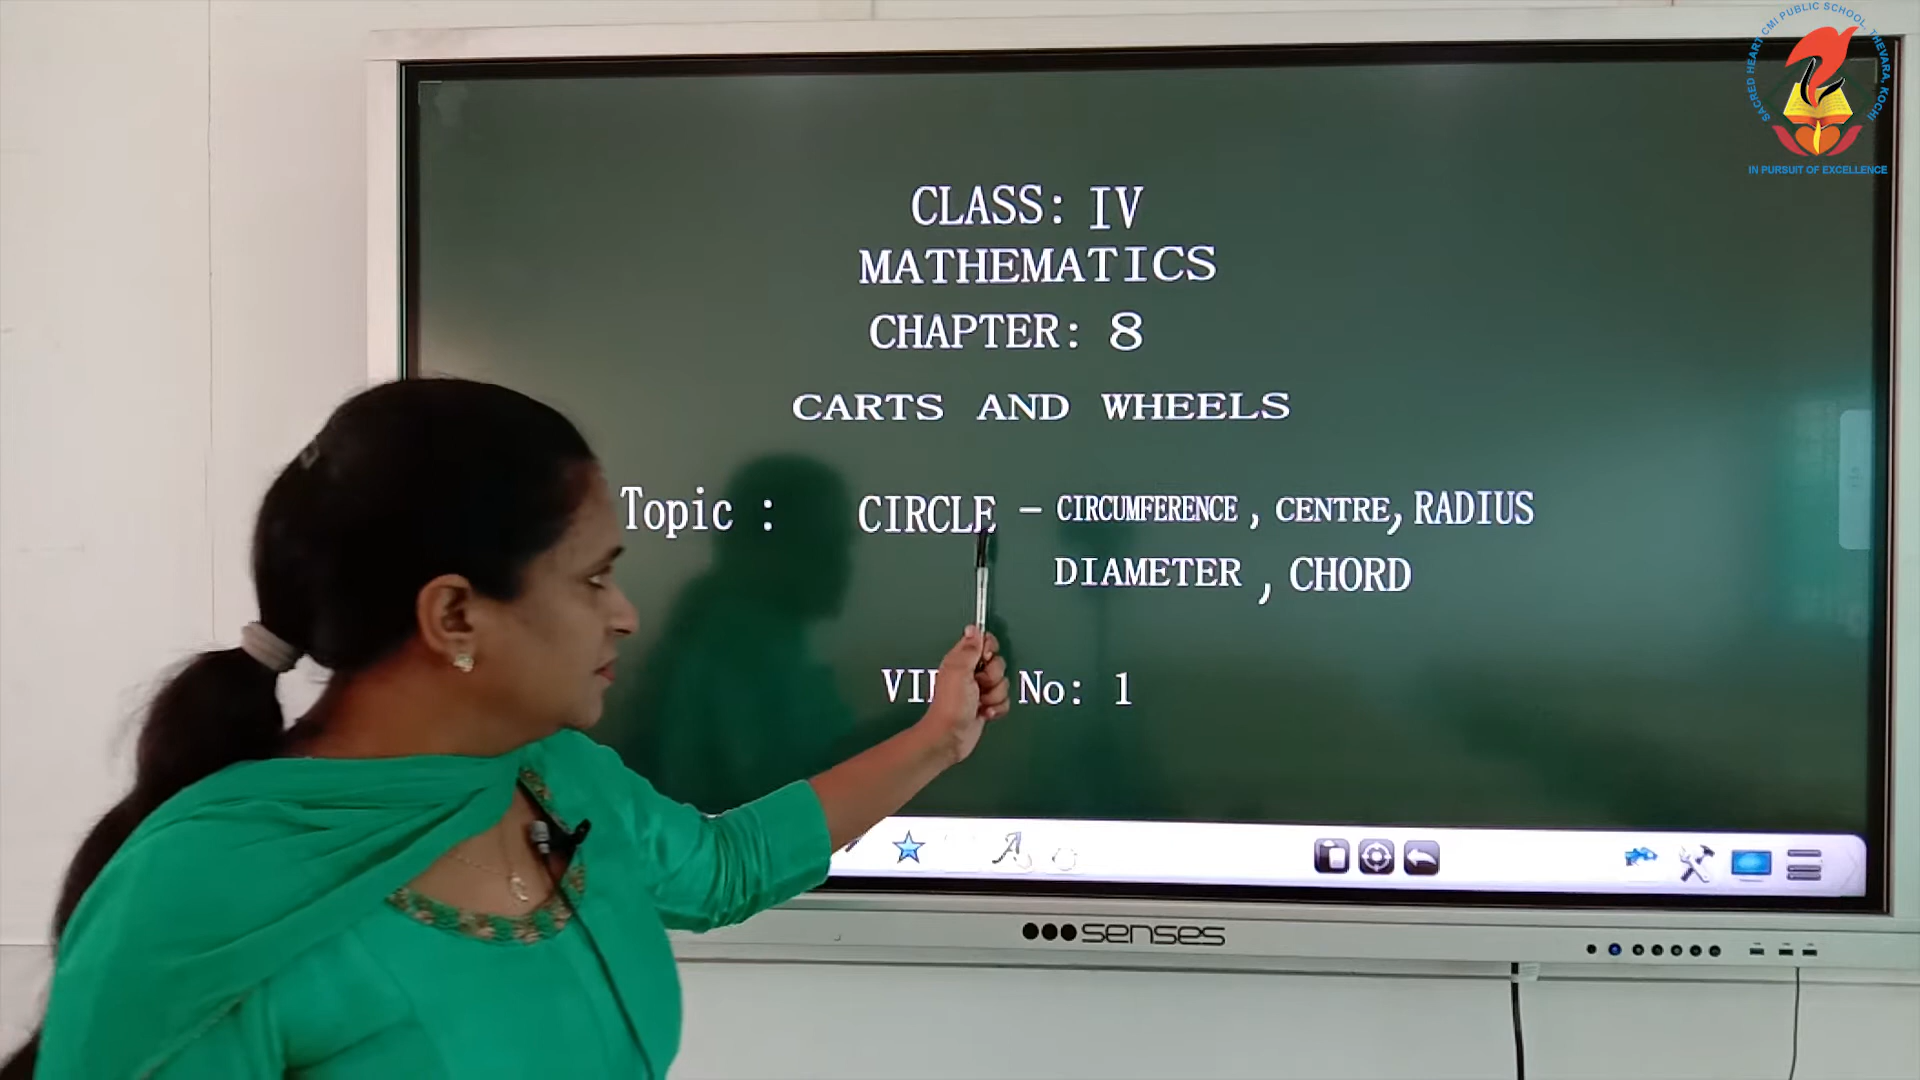 SACRED HEART CMI PUBLIC SCHOOL, THEVARA, KOCHI
IN PURSUIT OF EXCELLENCE
CLASS: IV
MATHEMATICS
CHAPTER: 8
CARTS AND WHEELS
Topic : CIRCLE – CIRCUMFERENCE, CENTRE, RADIUS
DIAMETER, CHORD
No: 1
senses